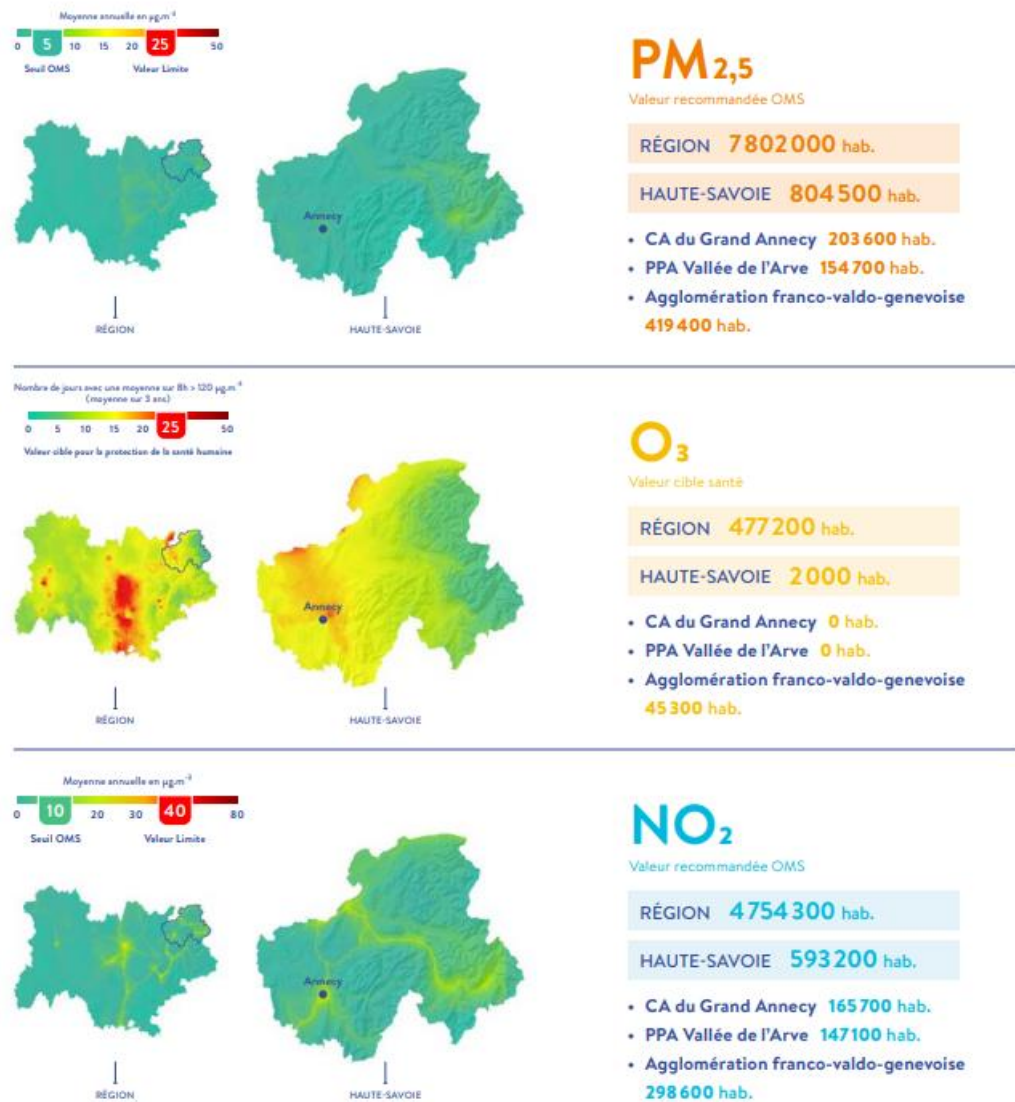 Moyenne annuelle en µg.m-3
0 5 10 15 20 25 50
Seuil OMS Valeur Limite
Annecy
RÉGION HAUTE-SAVOIE
PM2,5
Valeur recommandée OMS
RÉGION 7802000 hab.
HAUTE-SAVOIE 804500 hab.
• CA du Grand Annecy 203600 hab.
• PPA Vallée de l'Arve 154700 hab.
• Agglomération franco-valdo-genevoise
419400 hab.
Nombre de jours avec une moyenne sur 8h > 120 µg.m-3
(moyenne sur 3 ans)
0 5 10 15 20 25 50
Valeur cible pour la protection de la santé humaine
Annecy
RÉGION HAUTE-SAVOIE
O3
Valeur cible santé
RÉGION 477200 hab.
HAUTE-SAVOIE 2000 hab.
• CA du Grand Annecy 0 hab.
• PPA Vallée de l'Arve 0 hab.
• Agglomération franco-valdo-genevoise
45300 hab.
Moyenne annuelle en µg.m-3
0 10 20 30 40 80
Seuil OMS Valeur Limite
Annecy
RÉGION HAUTE-SAVOIE
NO2
Valeur recommandée OMS
RÉGION 4754300 hab.
HAUTE-SAVOIE 593200 hab.
• CA du Grand Annecy 165700 hab.
• PPA Vallée de l'Arve 147100 hab.
• Agglomération franco-valdo-genevoise
298600 hab.